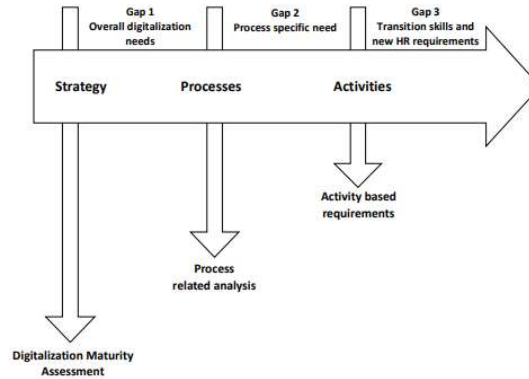 Gap 1
Overall digitalization
needs
Gap 2
Process specific need
Gap 3
Transition skills and
new HR requirements
Strategy
Processes
Activities
Activity based
requirements
Process
related analysis
Digitalization Maturity
Assessment